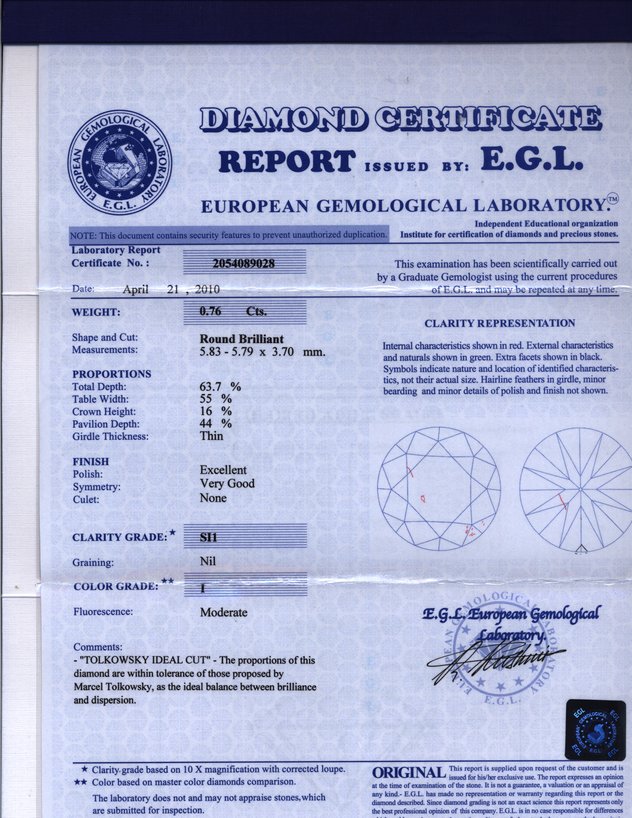 DIAMOND CERTIFICATE
REPORT ISSUED BY: E.G.L.
EUROPEAN GEMOLOGICAL LABORATORY.™
EUROPEAN GEMOLOGICAL LABORATORY
E.G.L.
Independent Educational organization
NOTE: This document contains security features to prevent unauthorized duplication.
Institute for certification of diamonds and precious stones.
Laboratory Report
Certificate No. : 2054089028
Date: April 21 , 2010
This examination has been scientifically carried out
by a Graduate Gemologist using the current procedures
of E.G.L. and may be repeated at any time.
WEIGHT: 0.76 Cts.
Shape and Cut: Round Brilliant
Measurements: 5.83 - 5.79 x 3.70 mm.
PROPORTIONS
Total Depth: 63.7 %
Table Width: 55 %
Crown Height: 16 %
Pavilion Depth: 44 %
Girdle Thickness: Thin
FINISH
Polish: Excellent
Symmetry: Very Good
Culet: None
CLARITY GRADE:★ SI1
Graining: Nil
COLOR GRADE:★★ I
Fluorescence: Moderate
Comments:
- "TOLKOWSKY IDEAL CUT" - The proportions of this
diamond are within tolerance of those proposed by
Marcel Tolkowsky, as the ideal balance between brilliance
and dispersion.
CLARITY REPRESENTATION
Internal characteristics shown in red. External characteristics
and naturals shown in green. Extra facets shown in black.
Symbols indicate nature and location of identified characteris-
tics, not their actual size. Hairline feathers in girdle, minor
bearding and minor details of polish and finish not shown.
E.G.L. European Gemological
Laboratory.
E.G.L.
EGL EGL
EGL EGL
★ Clarity grade based on 10 X magnification with corrected loupe.
★★ Color based on master color diamonds comparison.
The laboratory does not and may not appraise stones,which
are submitted for inspection.
ORIGINAL This report is supplied upon request of the customer and is
issued for his/her exclusive use. The report expresses an opinion
at the time of examination of the stone. It is not a guarantee, a valuation or an appraisal of
any kind.- E.G.L. has made no representation or warranty regarding this report or the
diamond described. Since diamond grading is not an exact science this report represents only
the best professional opinion of this company. E.G.L. is in no case responsible for differences